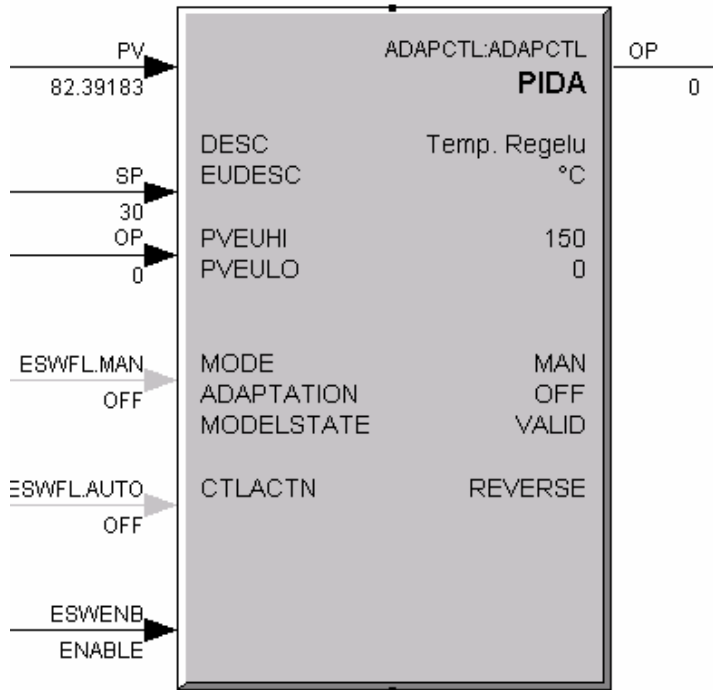 ADAPCTL:ADAPCTL
PIDA
PV
82.39183
OP
0
DESC Temp. Regelu
EUDESC °C
SP
30
OP
0
PVEUHI 150
PVEULO 0
ESWFL.MAN
OFF
MODE MAN
ADAPTATION OFF
MODELSTATE VALID
ESWFL.AUTO
OFF
CTLACTN REVERSE
ESWENB
ENABLE